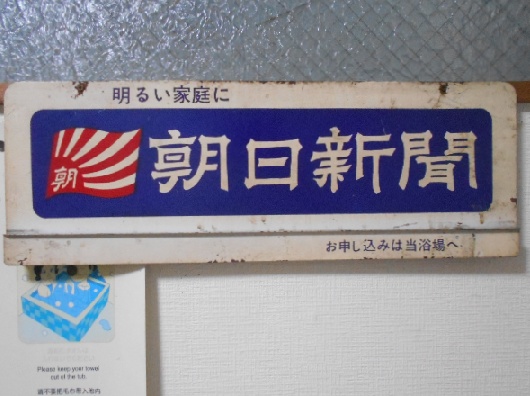 明るい家庭に
朝
朝日新聞
お申し込みは当浴場へ
Please keep your towel
out of the tub.